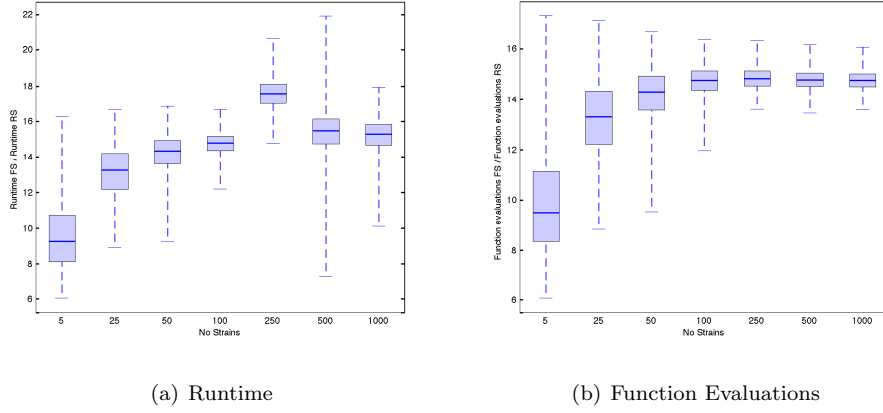 22
20
18
16
14
12
10
8
6
Runtime FS / Runtime RS
5 25 50 100 250 500 1000
No Strains
(a) Runtime
16
14
12
10
8
6
Function evaluations FS / Function evaluations RS
5 25 50 100 250 500 1000
No Strains
(b) Function Evaluations